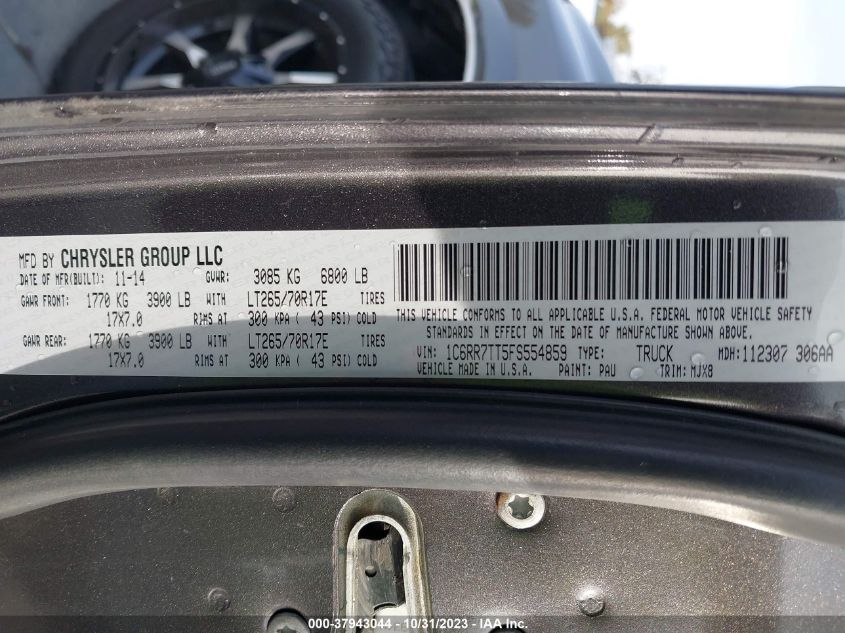 MFD BY CHRYSLER GROUP LLC
DATE OF MFR(BUILT): 11-14 GVWR: 3085 KG 6800 LB
GAWR FRONT: 1770 KG 3900 LB WITH LT265/70R17E TIRES
17X7.0 RIMS AT 300 KPA ( 43 PSI) COLD
GAWR REAR: 1770 KG 3900 LB WITH LT265/70R17E TIRES
17X7.0 RIMS AT 300 KPA ( 43 PSI) COLD
THIS VEHICLE CONFORMS TO ALL APPLICABLE U.S.A. FEDERAL MOTOR VEHICLE SAFETY
STANDARDS IN EFFECT ON THE DATE OF MANUFACTURE SHOWN ABOVE.
VIN: 1C6RR7TT5FS554859 TYPE: TRUCK MDH: 112307 306AA
VEHICLE MADE IN U.S.A. PAINT: PAU TRIM: MJX8
000-37943044 - 10/31/2023 - IAA Inc.